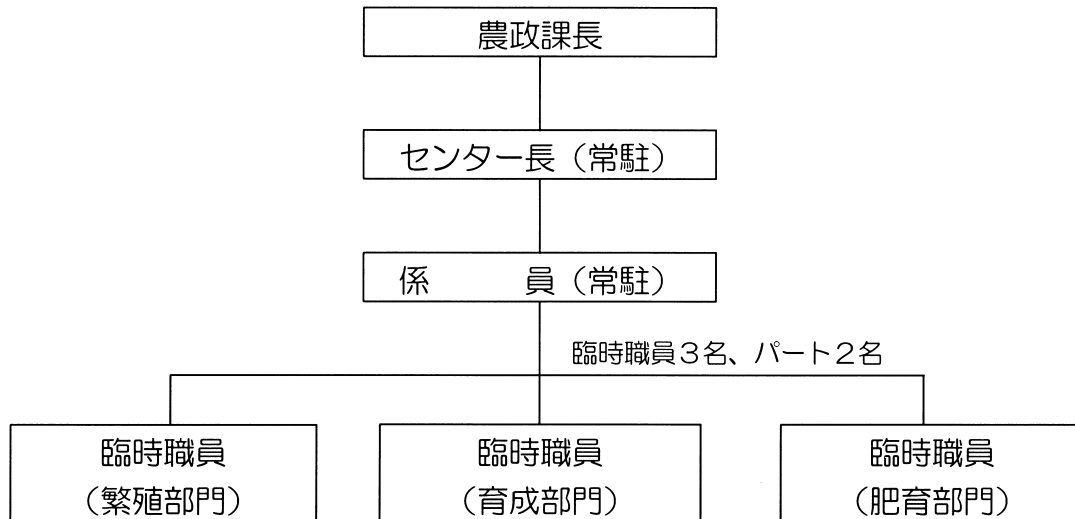 農政課長
センター長（常駐）
係　　　員（常駐）
臨時職員３名、パート２名
臨時職員
（繁殖部門）
臨時職員
（育成部門）
臨時職員
（肥育部門）